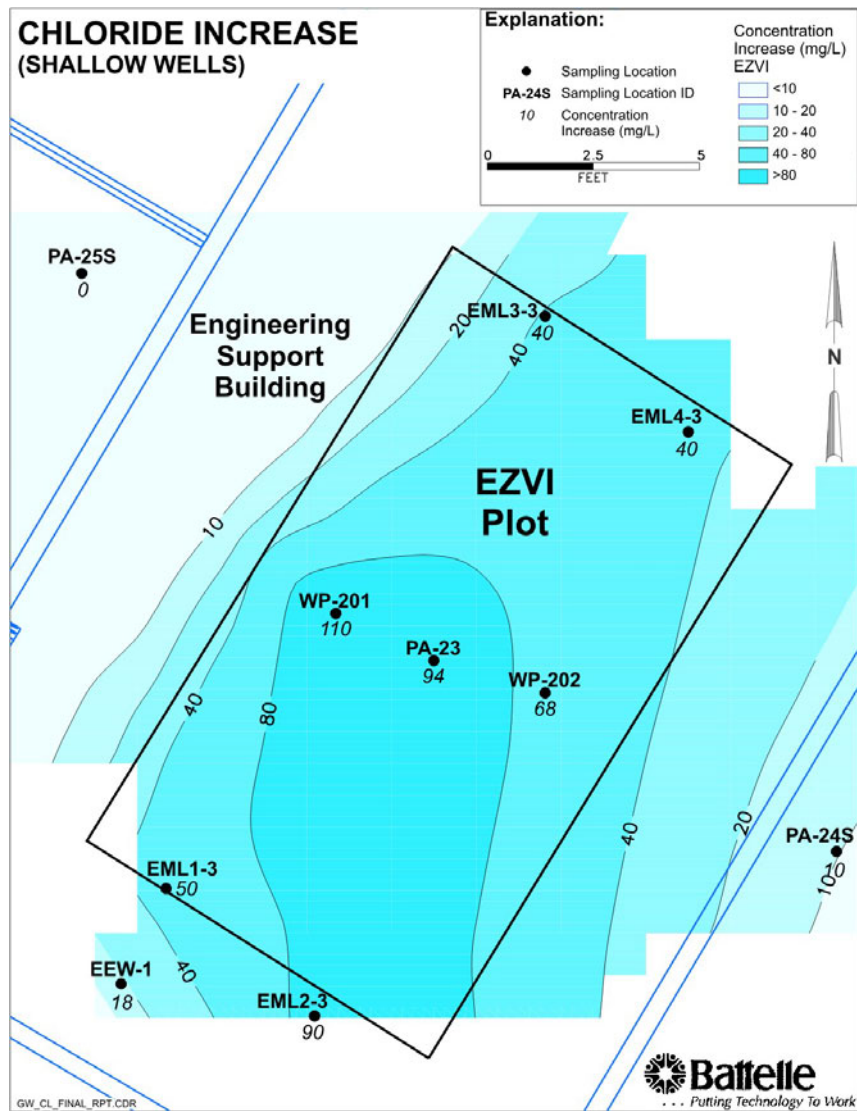 CHLORIDE INCREASE
(SHALLOW WELLS)
Explanation:
Sampling Location
PA-24S Sampling Location ID
10 Concentration
Increase (mg/L)
0 2.5 5
FEET
Concentration
Increase (mg/L)
EZVI
<10
10 - 20
20 - 40
40 - 80
>80
PA-25S
0
Engineering
Support
Building
20
EML3-3
40
40
N
EML4-3
40
EZVI
Plot
10
WP-201
110
PA-23
94
WP-202
68
40
80
40
20
PA-24S
10
10
EML1-3
50
40
EEW-1
18
EML2-3
90
Battelle
. . . Putting Technology To Work
GW_CL_FINAL_RPT.CDR